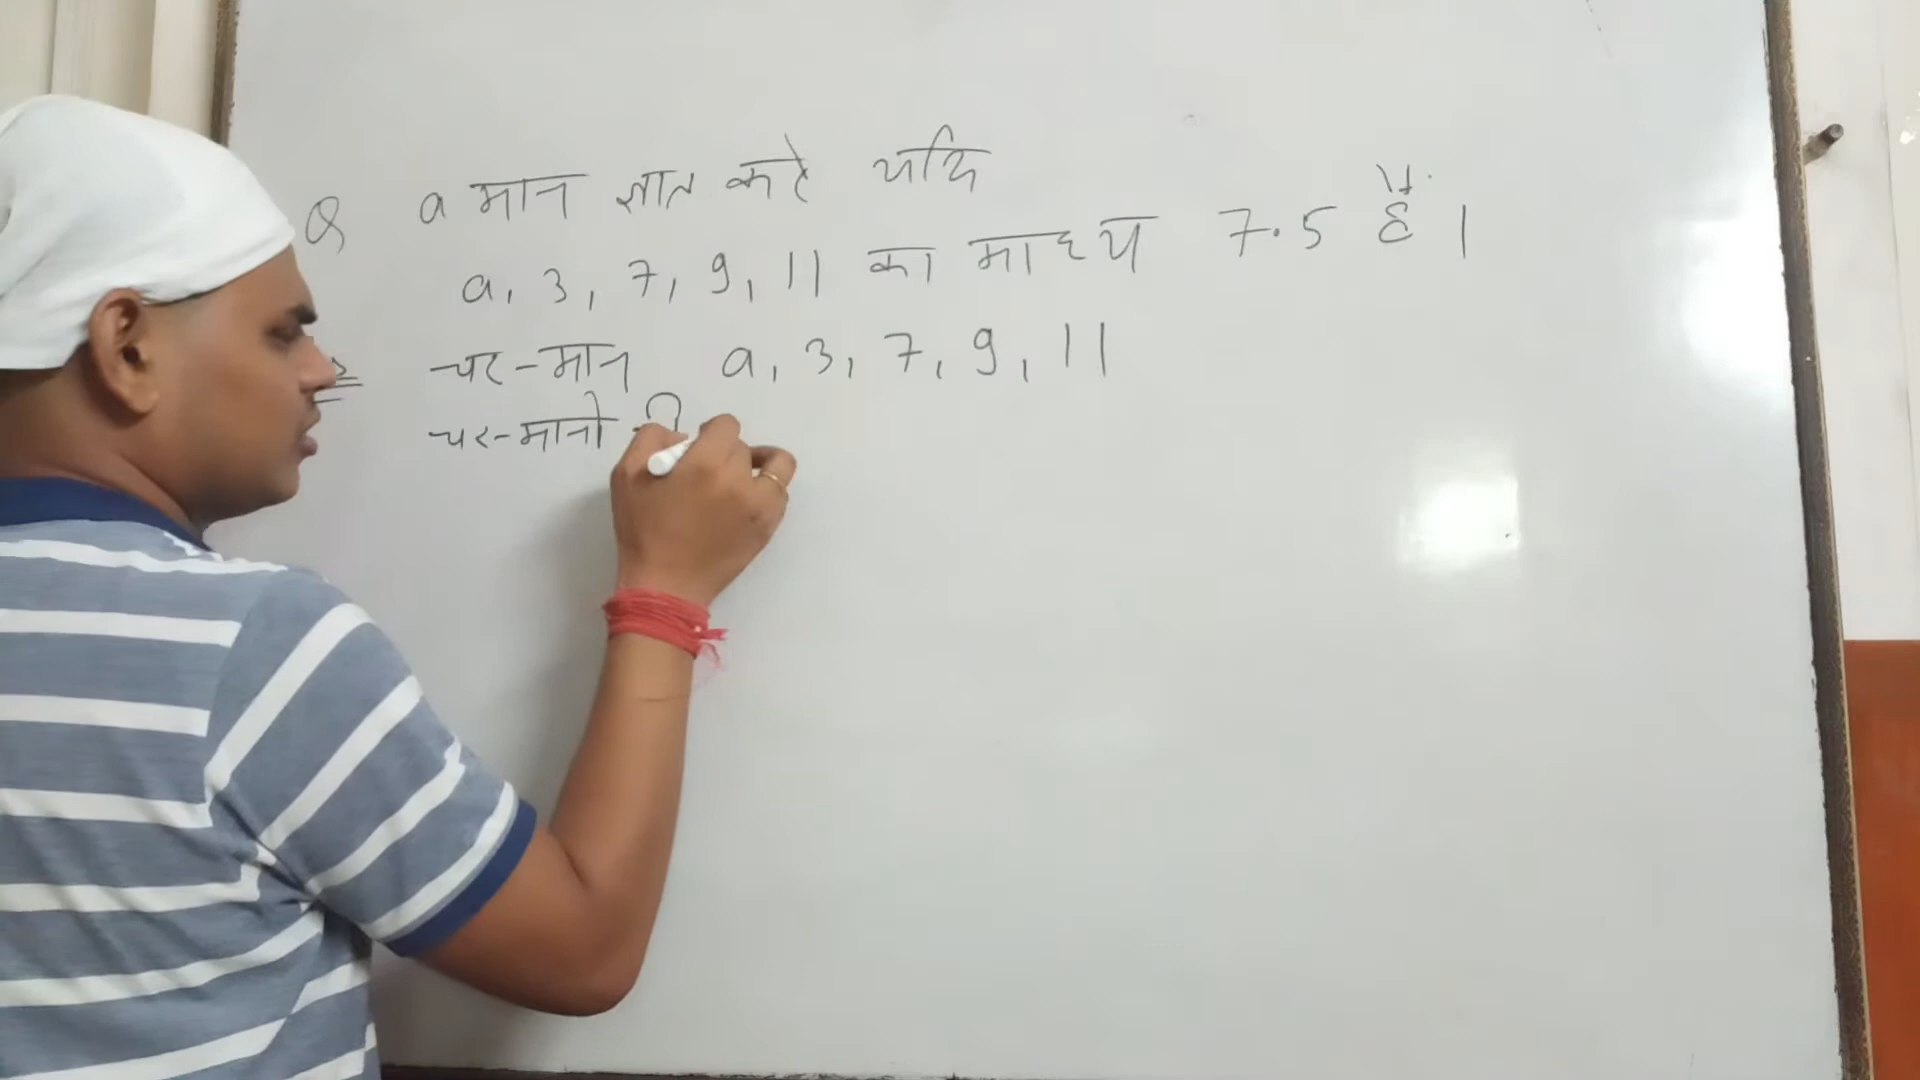 Q a मान ज्ञात करे यदि
a, 3, 7, 9, 11 का माध्य 7.5 है।
चर-मान a, 3, 7, 9, 11
चर-मानो की